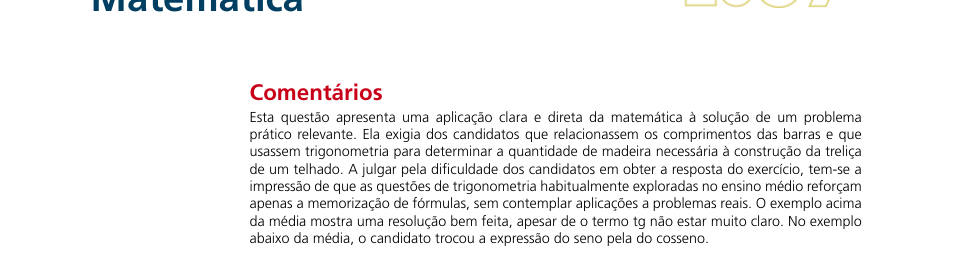 Matemática
Comentários
Esta questão apresenta uma aplicação clara e direta da matemática à solução de um problema
prático relevante. Ela exigia dos candidatos que relacionassem os comprimentos das barras e que
usassem trigonometria para determinar a quantidade de madeira necessária à construção da treliça
de um telhado. A julgar pela dificuldade dos candidatos em obter a resposta do exercício, tem-se a
impressão de que as questões de trigonometria habitualmente exploradas no ensino médio reforçam
apenas a memorização de fórmulas, sem contemplar aplicações a problemas reais. O exemplo acima
da média mostra uma resolução bem feita, apesar de o termo tg não estar muito claro. No exemplo
abaixo da média, o candidato trocou a expressão do seno pela do cosseno.